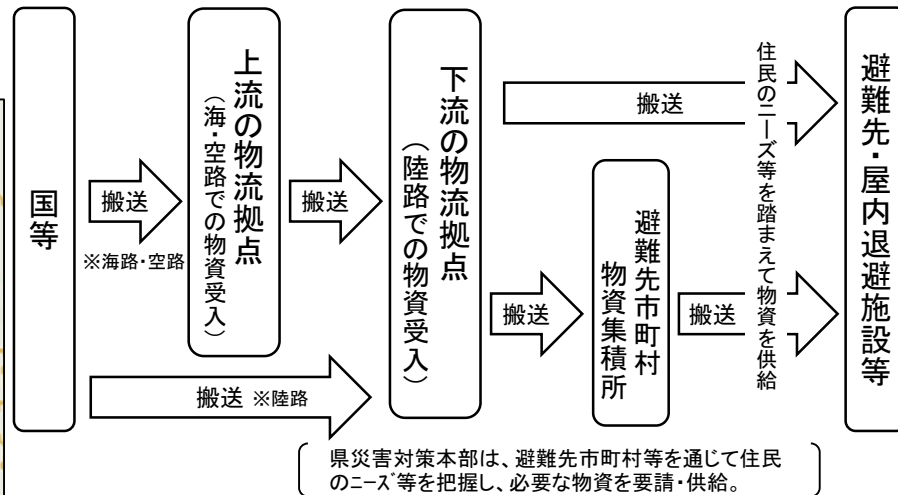 国等
搬送
※海路・空路
上流の物流拠点
（海・空路での物資受入）
搬送
搬送 ※陸路
下流の物流拠点
（陸路での物資受入）
搬送
搬送
避難先市町村
物資集積所
搬送
住民のニーズ等を踏まえて物資を供給
避難先・屋内退避施設等
県災害対策本部は、避難先市町村等を通じて住民
のニーズ等を把握し、必要な物資を要請・供給。